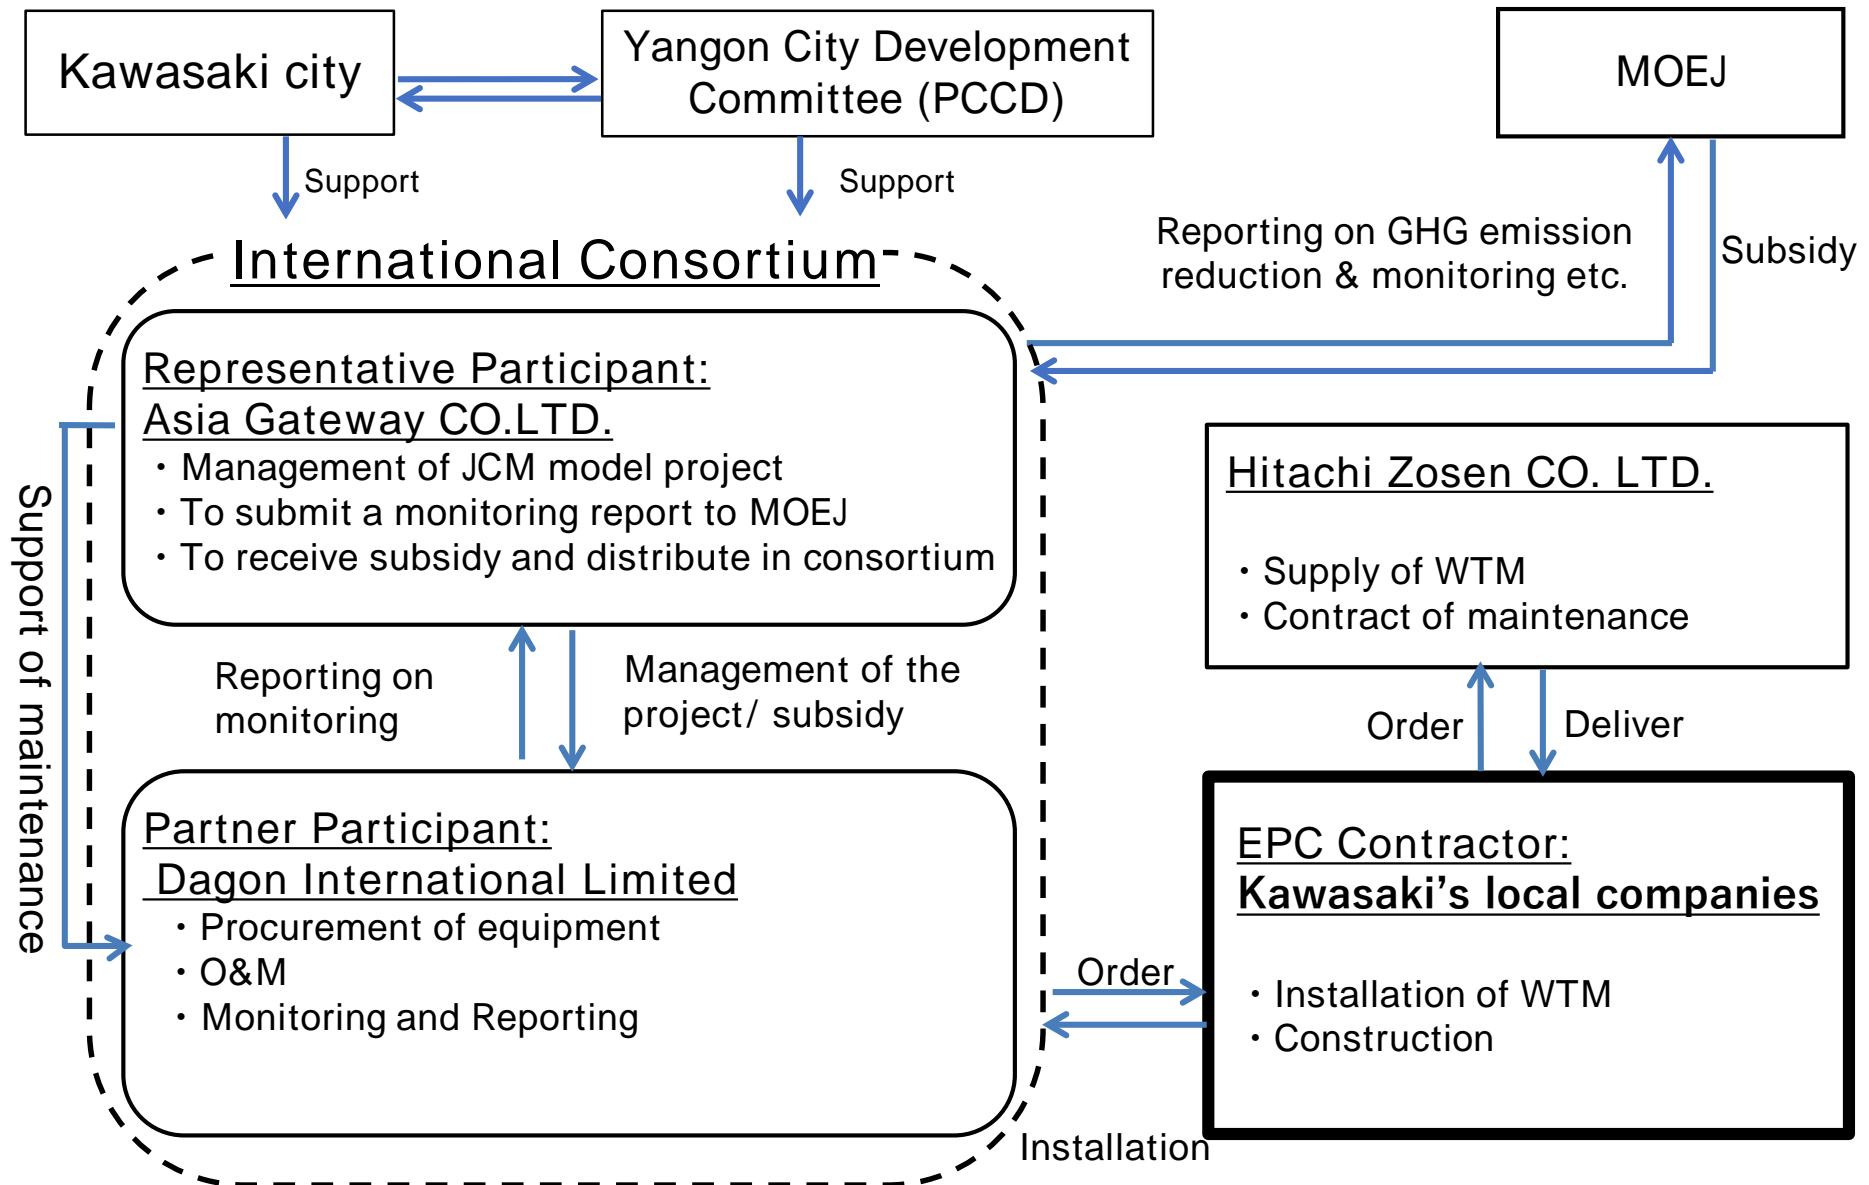 Kawasaki city
Yangon City Development
Committee (PCCD)
MOEJ
Support
Support
Reporting on GHG emission
reduction & monitoring etc.
Subsidy
International Consortium
Representative Participant:
Asia Gateway CO.LTD.
・Management of JCM model project
・To submit a monitoring report to MOEJ
・To receive subsidy and distribute in consortium
Support of maintenance
Reporting on
monitoring
Management of the
project/ subsidy
Partner Participant:
Dagon International Limited
・Procurement of equipment
・O&M
・Monitoring and Reporting
Hitachi Zosen CO. LTD.
・Supply of WTM
・Contract of maintenance
Order
Deliver
EPC Contractor:
Kawasaki’s local companies
・Installation of WTM
・Construction
Order
Installation